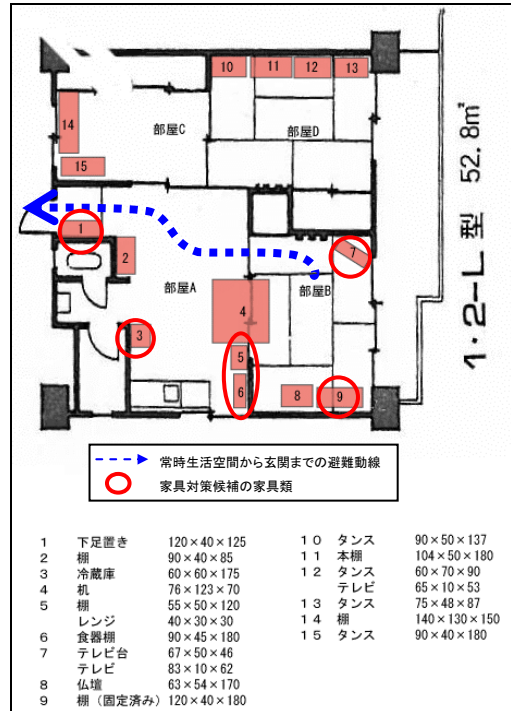 10 11 12 13
14
部屋C
部屋D
15
1
2
7
部屋A
部屋B
4
3
5
6
8
9
1・2-L 型 52.8㎡
常時生活空間から玄関までの避難動線
家具対策候補の家具類
1 下足置き 120×40×125
2 棚 90×40×85
3 冷蔵庫 60×60×175
4 机 76×123×70
5 棚 55×50×120
レンジ 40×30×30
6 食器棚 90×45×180
7 テレビ台 67×50×46
テレビ 83×10×62
8 仏壇 63×54×170
9 棚(固定済み) 120×40×180
10 タンス 90×50×137
11 本棚 104×50×180
12 タンス 60×70×90
テレビ 65×10×53
13 タンス 75×48×87
14 棚 140×130×150
15 タンス 90×40×180